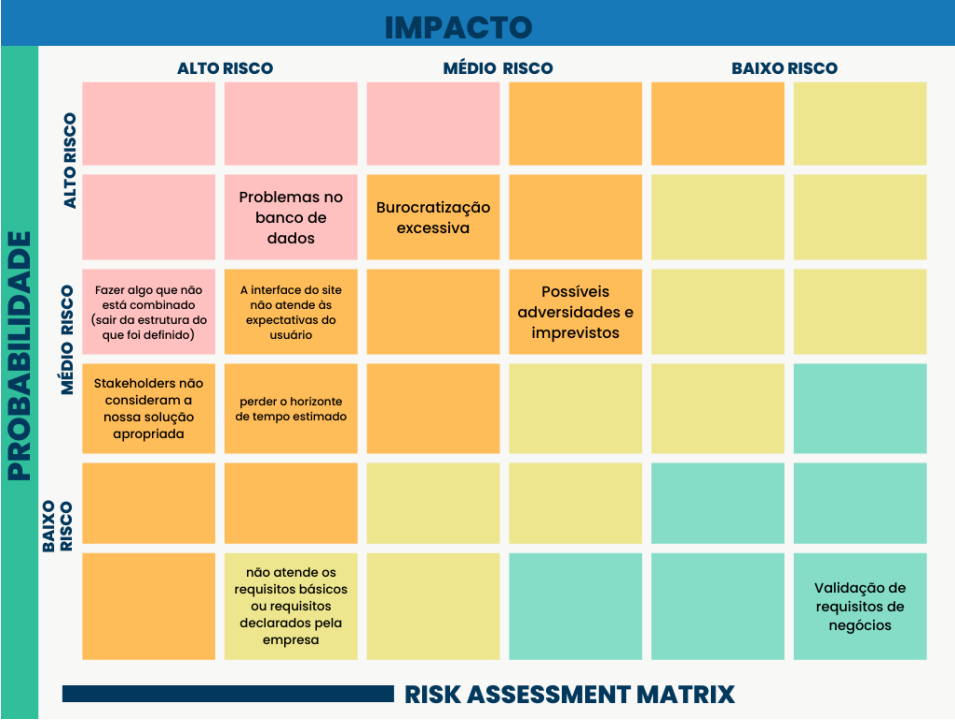 IMPACTO
ALTO RISCO
MÉDIO RISCO
BAIXO RISCO
PROBABILIDADE
ALTO RISCO
Problemas no
banco de
dados
Burocratização
excessiva
MÉDIO RISCO
Fazer algo que não
está combinado
(sair da estrutura do
que foi definido)
A interface do site
não atende às
expectativas do
usuário
Possíveis
adversidades e
imprevistos
Stakeholders não
consideram a
nossa solução
apropriada
perder o horizonte
de tempo estimado
BAIXO
RISCO
não atende os
requisitos básicos
ou requisitos
declarados pela
empresa
Validação de
requisitos de
negócios
RISK ASSESSMENT MATRIX